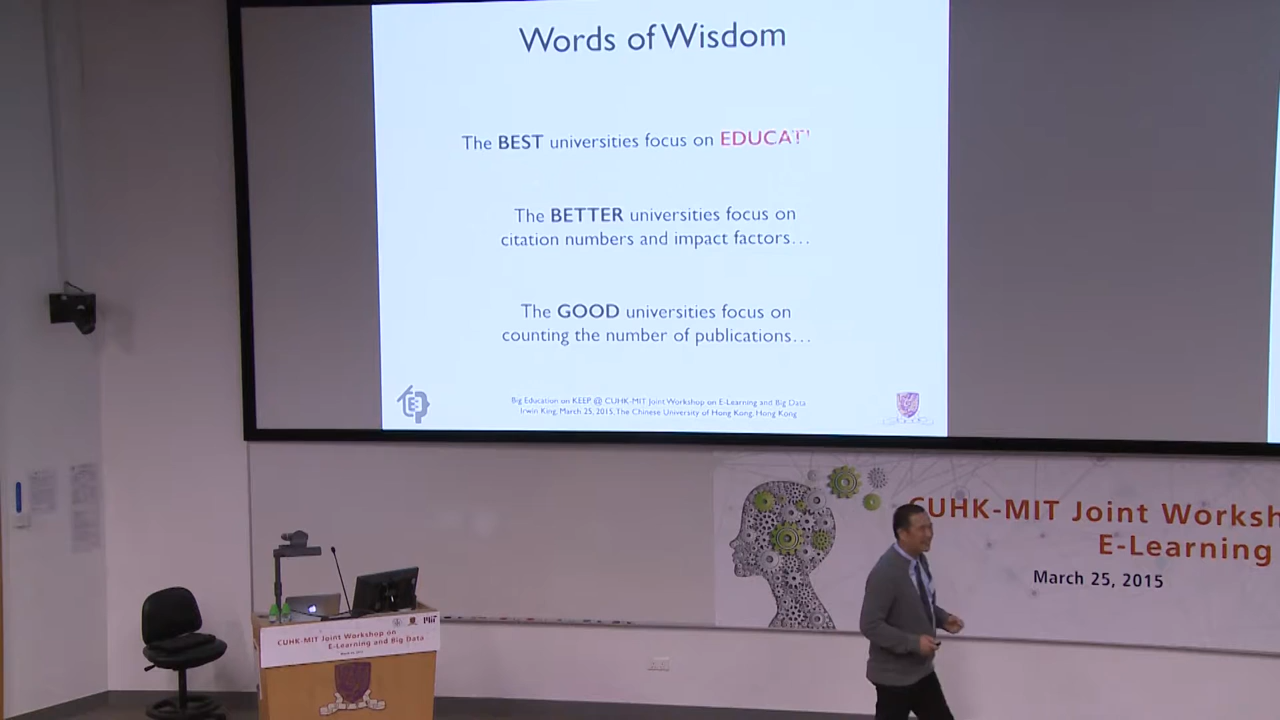 Words of Wisdom
The BEST universities focus on EDUCAT
The BETTER universities focus on
citation numbers and impact factors...
The GOOD universities focus on
counting the number of publications...
Big Education on KEEP @ CUHK-MIT Joint Workshop on E-Learning and Big Data
Irwin King, March 25, 2015, The Chinese University of Hong Kong, Hong Kong
CUHK-MIT Joint Worksh
E-Learning
March 25, 2015
CUHK-MIT Joint Workshop on
E-Learning and Big Data